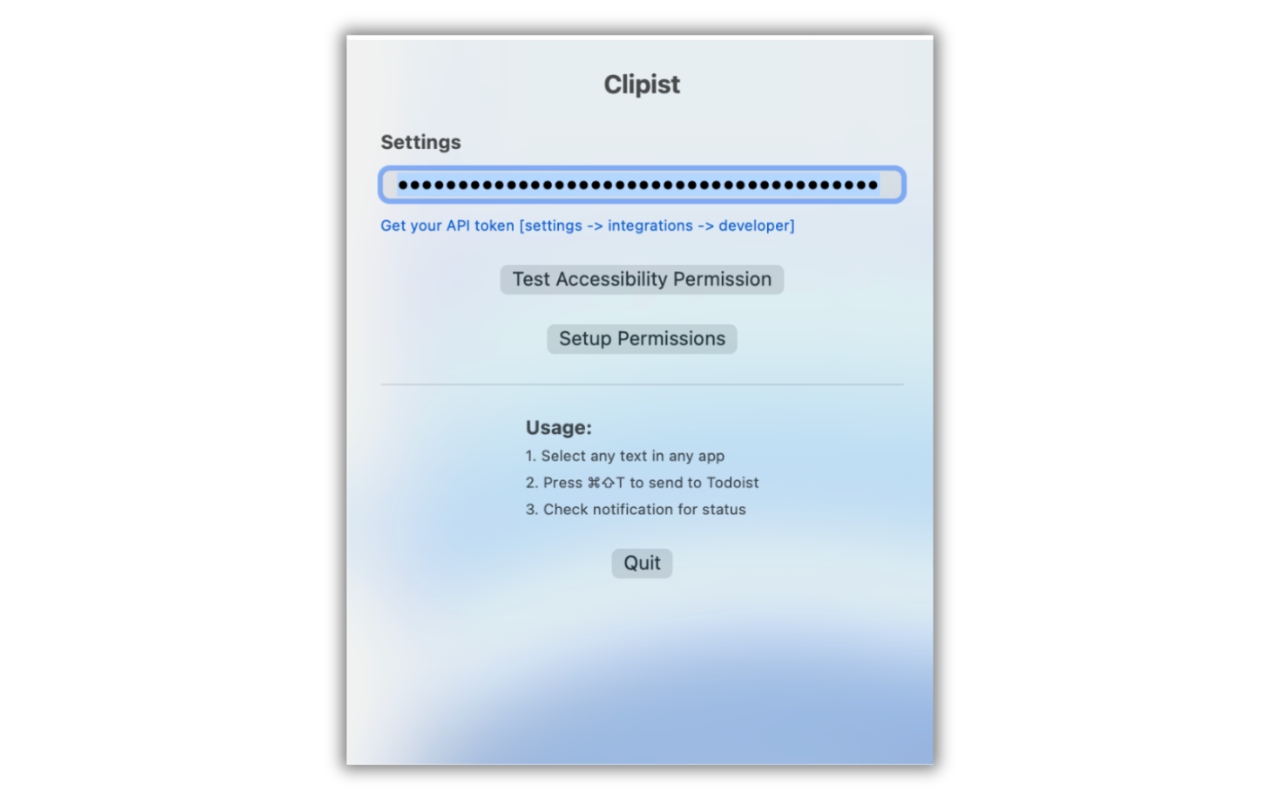 Clipist
Settings
••••••••••••••••••••••••••••••••••••••••
Get your API token [settings -> integrations -> developer]
Test Accessibility Permission
Setup Permissions
Usage:
1. Select any text in any app
2. Press ⌘⇧T to send to Todoist
3. Check notification for status
Quit